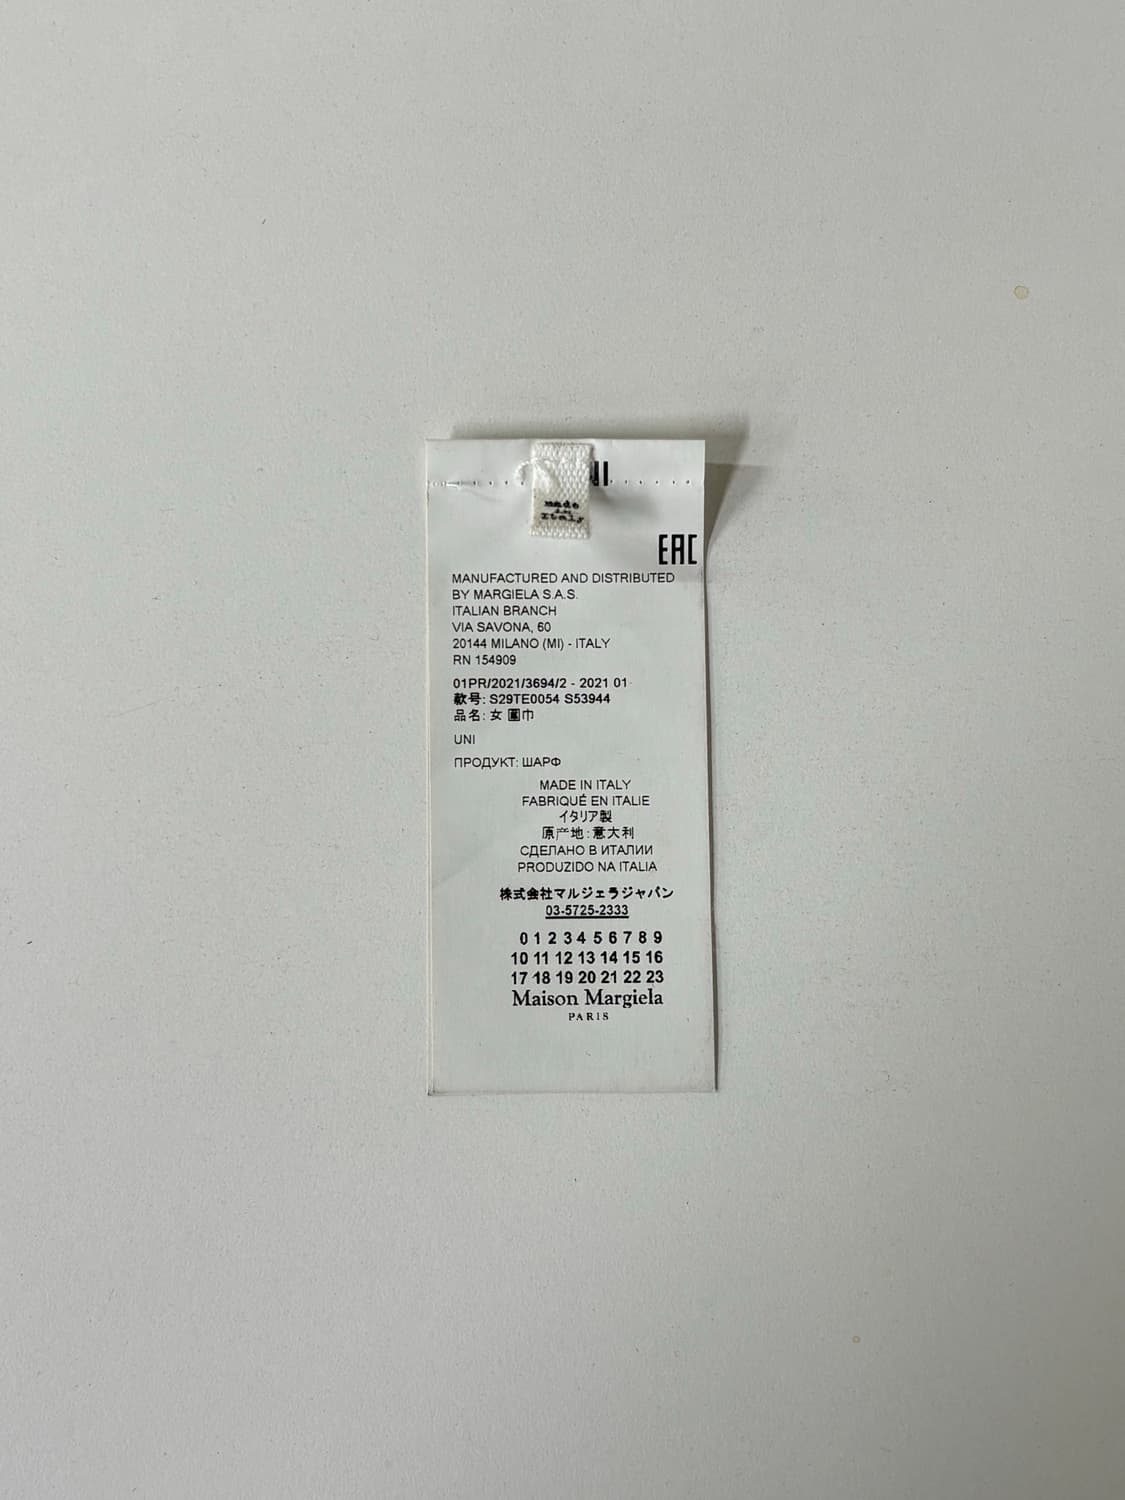 made
in
Italy
EAC
MANUFACTURED AND DISTRIBUTED
BY MARGIELA S.A.S.
ITALIAN BRANCH
VIA SAVONA, 60
20144 MILANO (MI) - ITALY
RN 154909
01PR/2021/3694/2 - 2021 01
款号: S29TE0054 S53944
品名: 女 圍巾
UNI
ПРОДУКТ: ШАРФ
MADE IN ITALY
FABRIQUÉ EN ITALIE
イタリア製
原产地: 意大利
СДЕЛАНО В ИТАЛИИ
PRODUZIDO NA ITALIA
株式会社マルジェラジャパン
03-5725-2333
0 1 2 3 4 5 6 7 8 9
10 11 12 13 14 15 16
17 18 19 20 21 22 23
Maison Margiela
PARIS